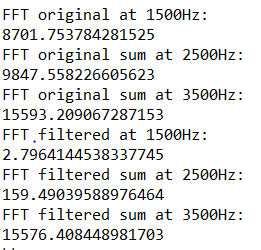 FFT original at 1500Hz:
8701.753784281525
FFT original sum at 2500Hz:
9847.558226605623
FFT original sum at 3500Hz:
15593.209067287153
FFT filtered at 1500Hz:
2.7964144538337745
FFT filtered sum at 2500Hz:
159.49039588976464
FFT filtered sum at 3500Hz:
15576.408448981703